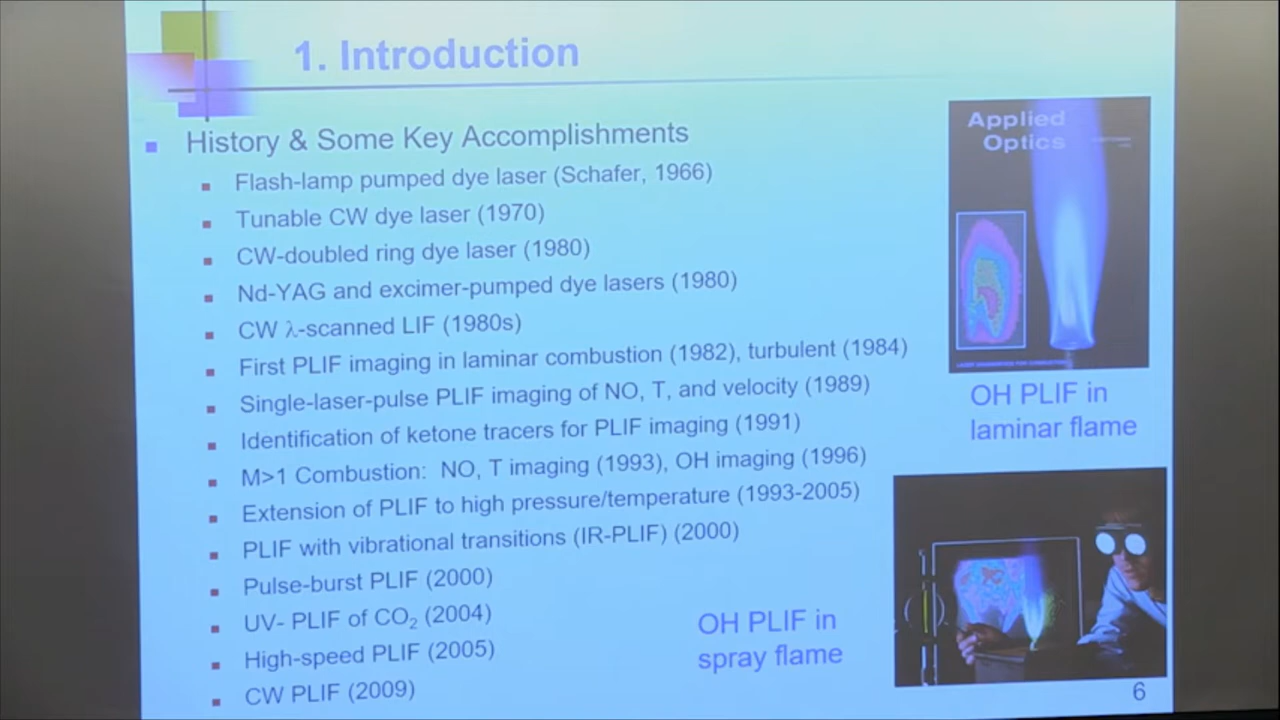 1. Introduction
History & Some Key Accomplishments
Flash-lamp pumped dye laser (Schafer, 1966)
Tunable CW dye laser (1970)
CW-doubled ring dye laser (1980)
Nd-YAG and excimer-pumped dye lasers (1980)
CW λ-scanned LIF (1980s)
First PLIF imaging in laminar combustion (1982), turbulent (1984)
Single-laser-pulse PLIF imaging of NO, T, and velocity (1989)
Identification of ketone tracers for PLIF imaging (1991)
M>1 Combustion: NO, T imaging (1993), OH imaging (1996)
Extension of PLIF to high pressure/temperature (1993-2005)
PLIF with vibrational transitions (IR-PLIF) (2000)
Pulse-burst PLIF (2000)
UV- PLIF of CO₂ (2004)
High-speed PLIF (2005)
CW PLIF (2009)
Applied
Optics
OH PLIF in
laminar flame
OH PLIF in
spray flame
6